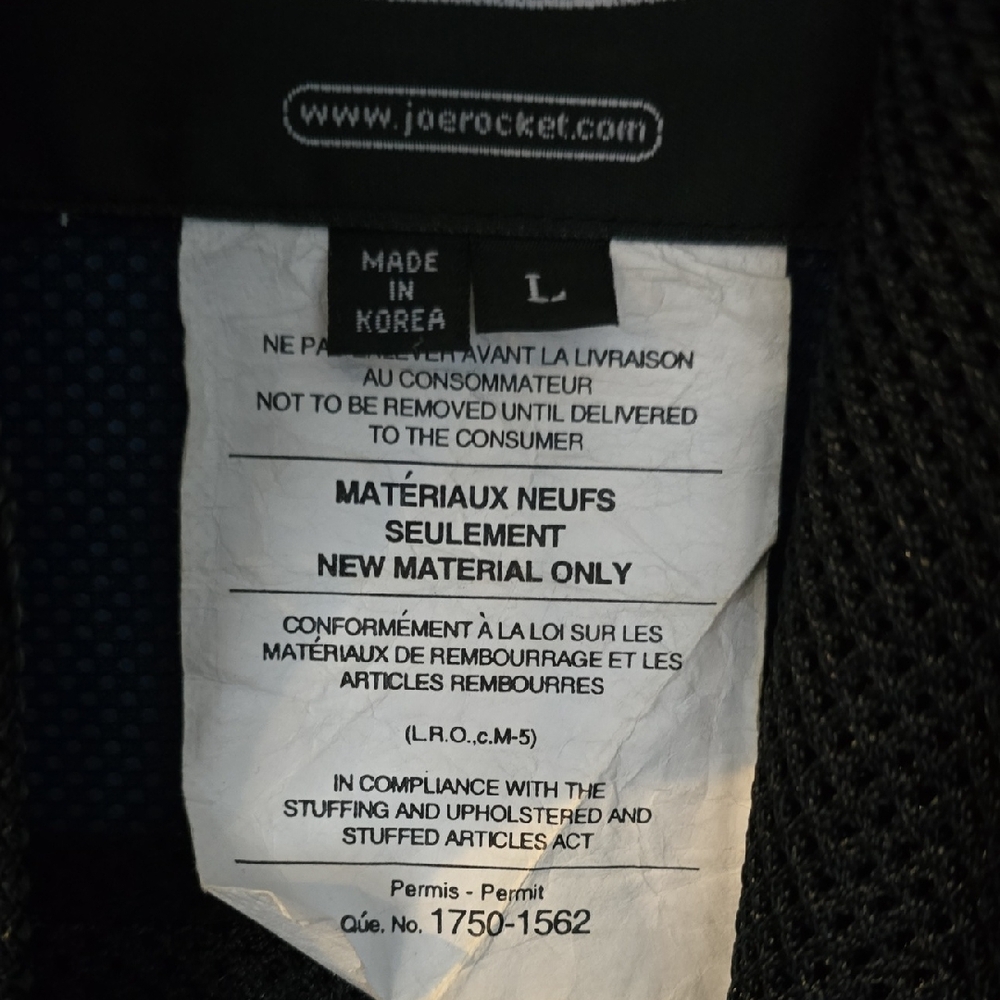 www.joerocket.com
MADE
IN
KOREA
L
NE PAS ENLEVER AVANT LA LIVRAISON
AU CONSOMMATEUR
NOT TO BE REMOVED UNTIL DELIVERED
TO THE CONSUMER
MATÉRIAUX NEUFS
SEULEMENT
NEW MATERIAL ONLY
CONFORMÉMENT À LA LOI SUR LES
MATÉRIAUX DE REMBOURRAGE ET LES
ARTICLES REMBOURRES
(L.R.O.,c.M-5)
IN COMPLIANCE WITH THE
STUFFING AND UPHOLSTERED AND
STUFFED ARTICLES ACT
Permis - Permit
Qúe. No. 1750-1562